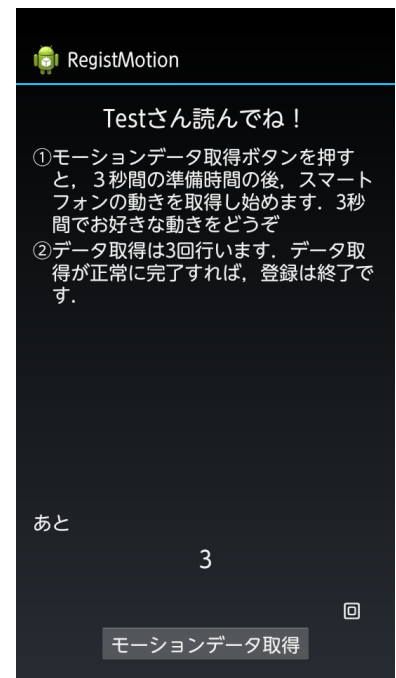 RegistMotion
Testさん読んでね！
①モーションデータ取得ボタンを押す
と，３秒間の準備時間の後，スマート
フォンの動きを取得し始めます．3秒
間でお好きな動きをどうぞ
②データ取得は3回行います．データ取
得が正常に完了すれば，登録は終了で
す．
あと
3
回
モーションデータ取得